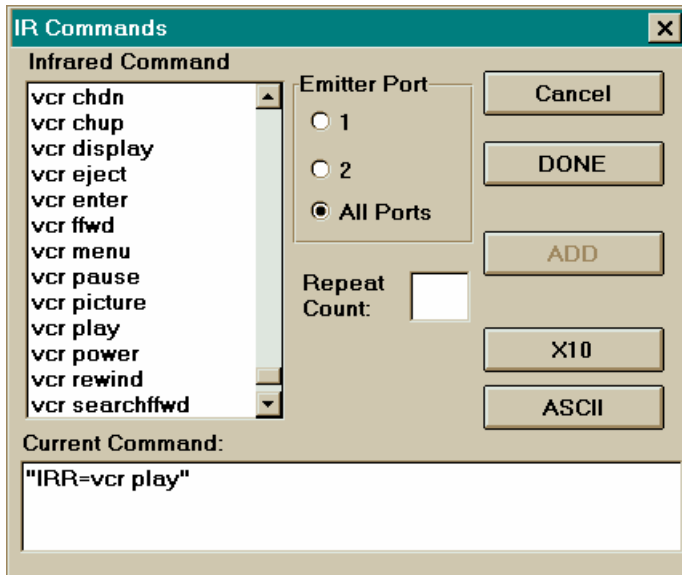 IR Commands
Infrared Command
vcr chdn
vcr chup
vcr display
vcr eject
vcr enter
vcr ffwd
vcr menu
vcr pause
vcr picture
vcr play
vcr power
vcr rewind
vcr searchffwd
Emitter Port
1
2
All Ports
Repeat
Count:
Cancel
DONE
ADD
X10
ASCII
Current Command:
"IRR=vcr play"